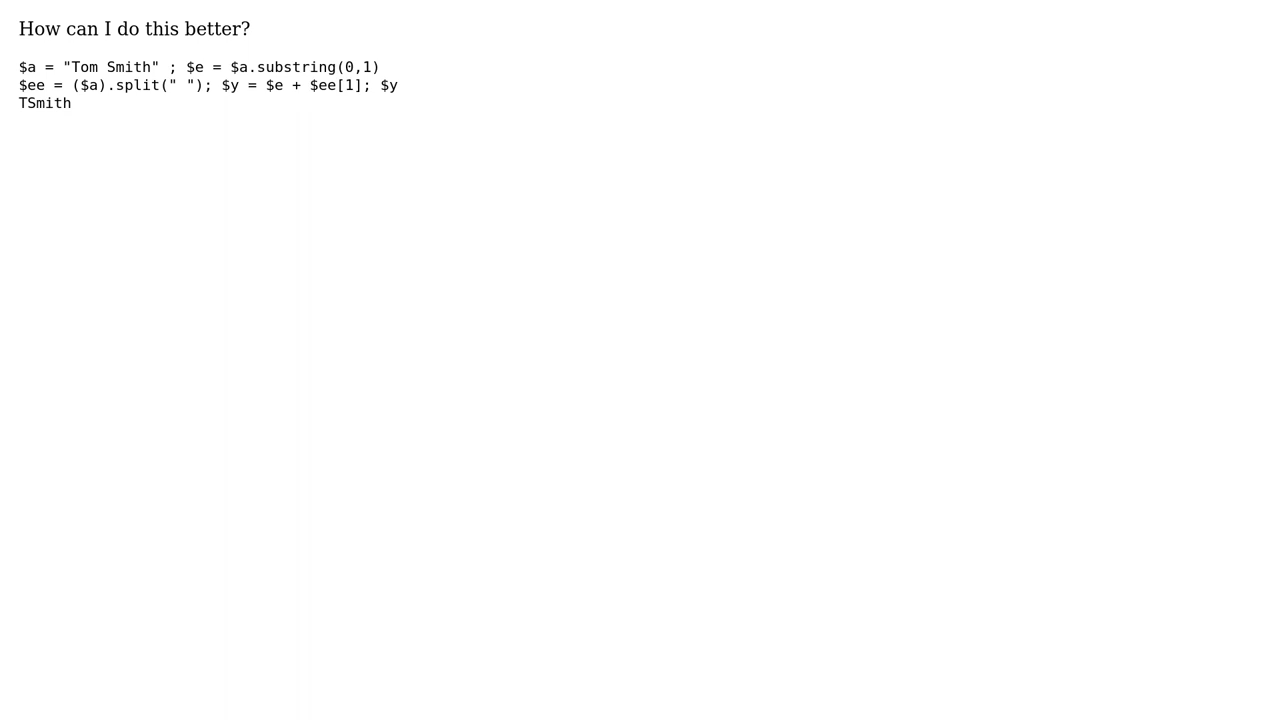 How can I do this better?
$a = "Tom Smith" ; $e = $a.substring(0,1)
$ee = ($a).split(" "); $y = $e + $ee[1]; $y
TSmith